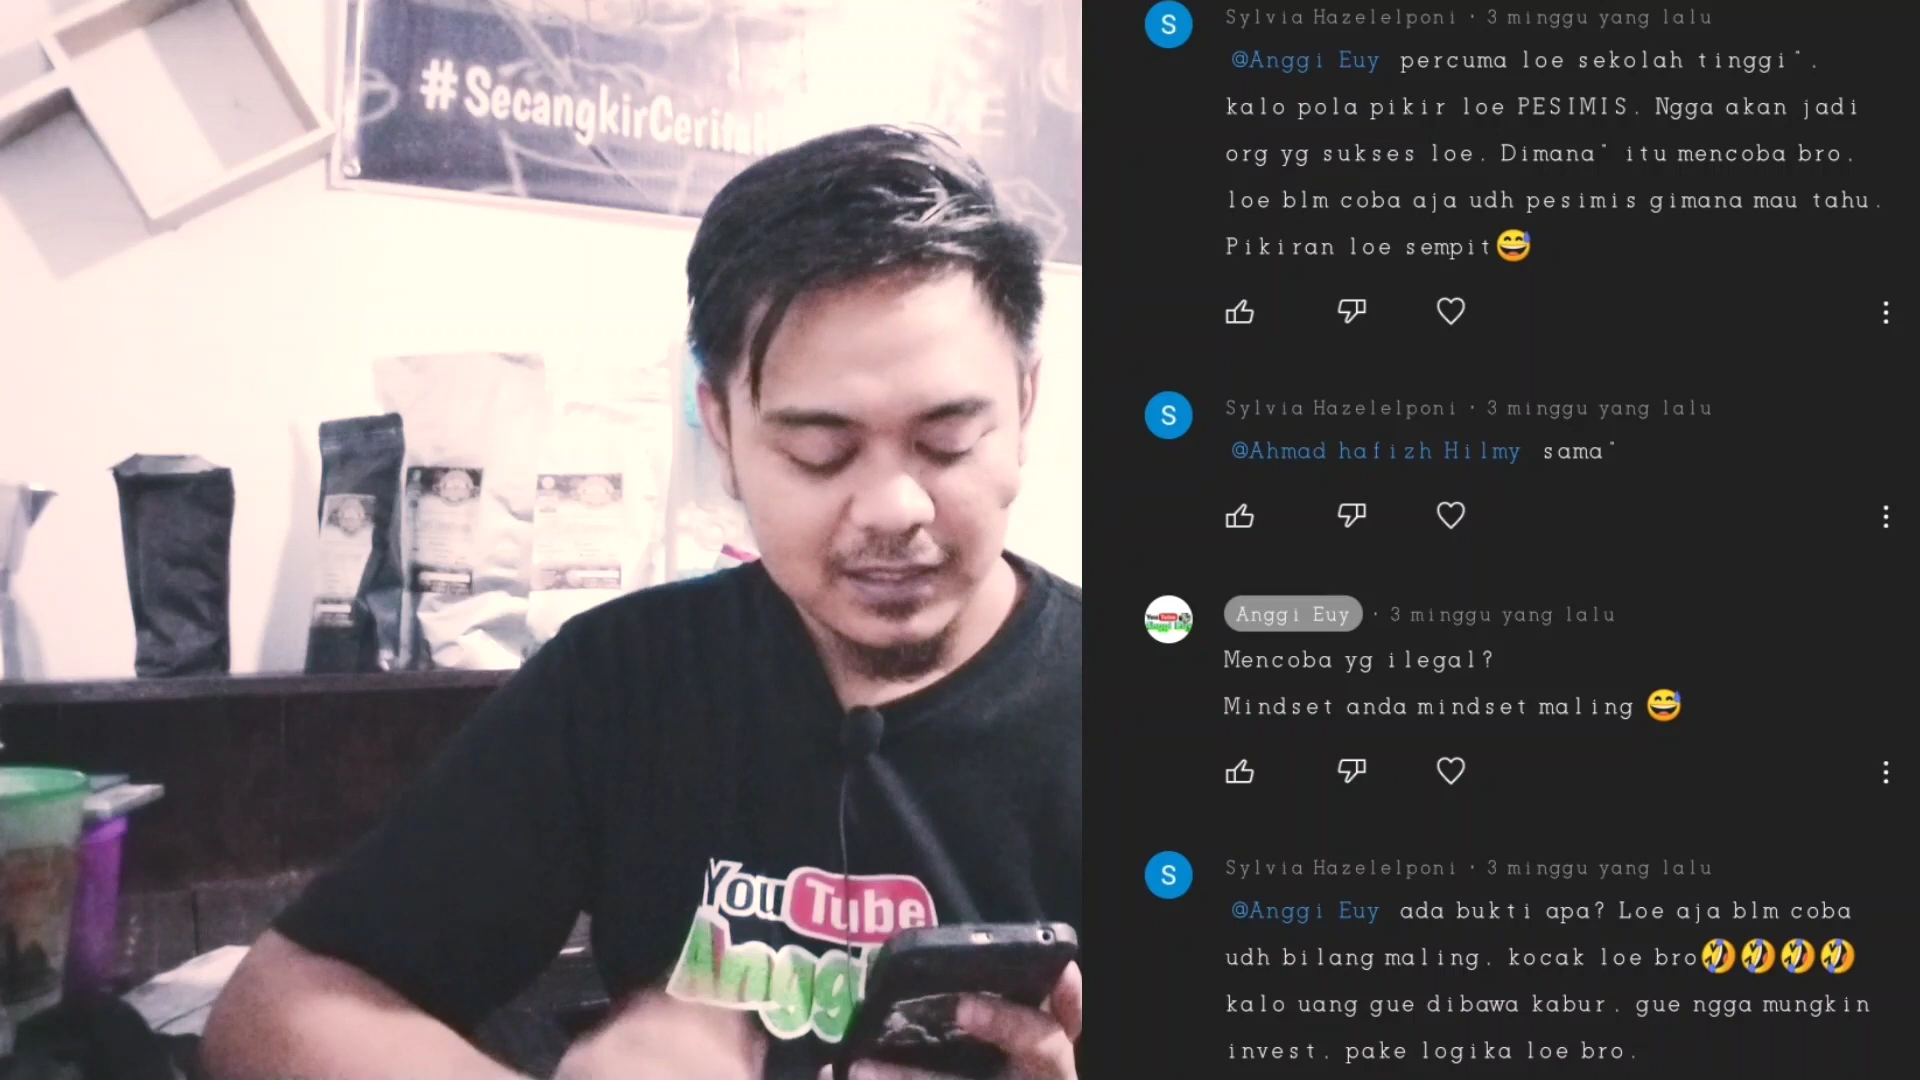 #SecangkirCerita
YouTube
Anggi
S
Sylvia Hazelelponi · 3 minggu yang lalu
@Anggi Euy percuma loe sekolah tinggi".
kalo pola pikir loe PESIMIS. Ngga akan jadi
org yg sukses loe. Dimana" itu mencoba bro.
loe blm coba aja udh pesimis gimana mau tahu.
Pikiran loe sempit😅
S
Sylvia Hazelelponi · 3 minggu yang lalu
@Ahmad hafizh Hilmy sama"
Anggi Euy · 3 minggu yang lalu
Mencoba yg ilegal?
Mindset anda mindset maling 😅
S
Sylvia Hazelelponi · 3 minggu yang lalu
@Anggi Euy ada bukti apa? Loe aja blm coba
udh bilang maling. kocak loe bro🤣🤣🤣🤣
kalo uang gue dibawa kabur. gue ngga mungkin
invest. pake logika loe bro.